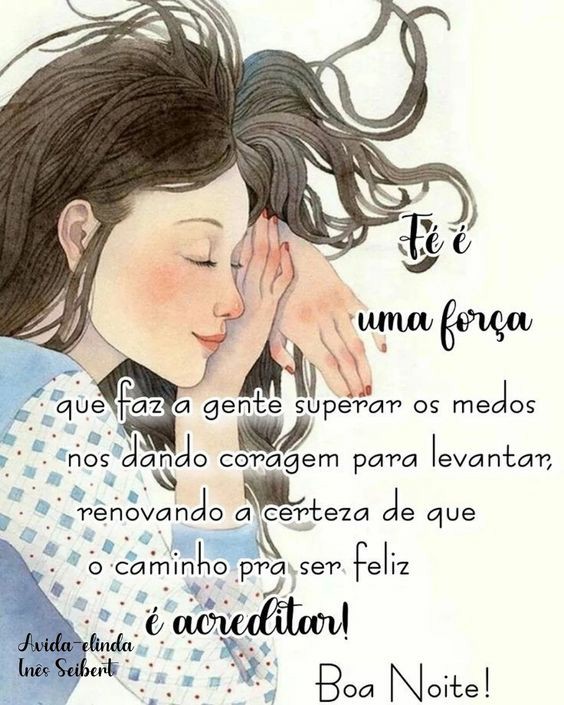 Fé é
uma força
que faz a gente superar os medos
nos dando coragem para levantar,
renovando a certeza de que
o caminho pra ser feliz
é acreditar!
Avida-elinda
Inês Seibert
Boa Noite!